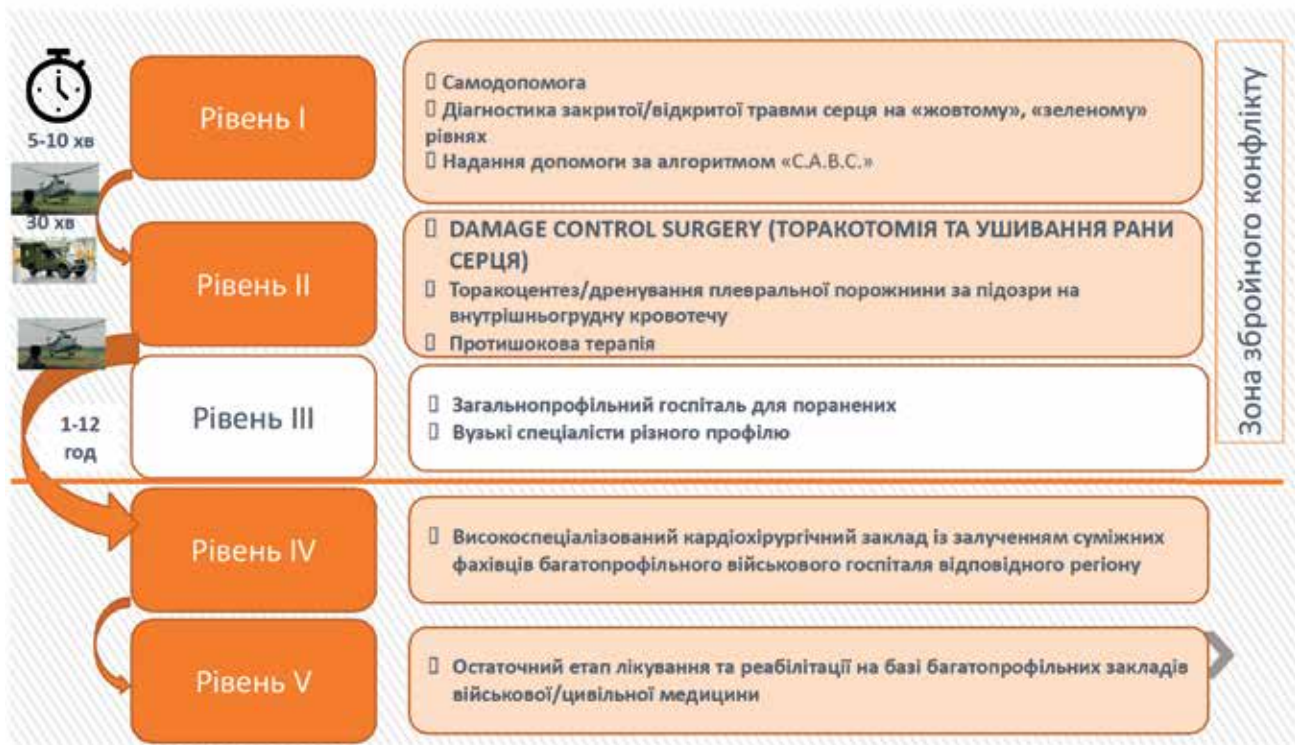 5-10 хв
30 хв
1-12
год
Рівень I
Самодопомога
Діагностика закритої/відкритої травми серця на «жовтому», «зеленому»
рівнях
Надання допомоги за алгоритмом «С.А.В.С.»
Рівень II
DAMAGE CONTROL SURGERY (ТОРАКОТОМІЯ ТА УШИВАННЯ РАНИ
СЕРЦЯ)
Торакоцентез/дренування плевральної порожнини за підозри на
внутрішньогрудну кровотечу
Протишокова терапія
Рівень III
Загальнопрофільний госпіталь для поранених
Вузькі спеціалісти різного профілю
Зона збройного конфлікту
Рівень IV
Високоспеціалізований кардіохірургічний заклад із залученням суміжних
фахівців багатопрофільного військового госпіталя відповідного регіону
Рівень V
Остаточний етап лікування та реабілітації на базі багатопрофільних закладів
військової/цивільної медицини